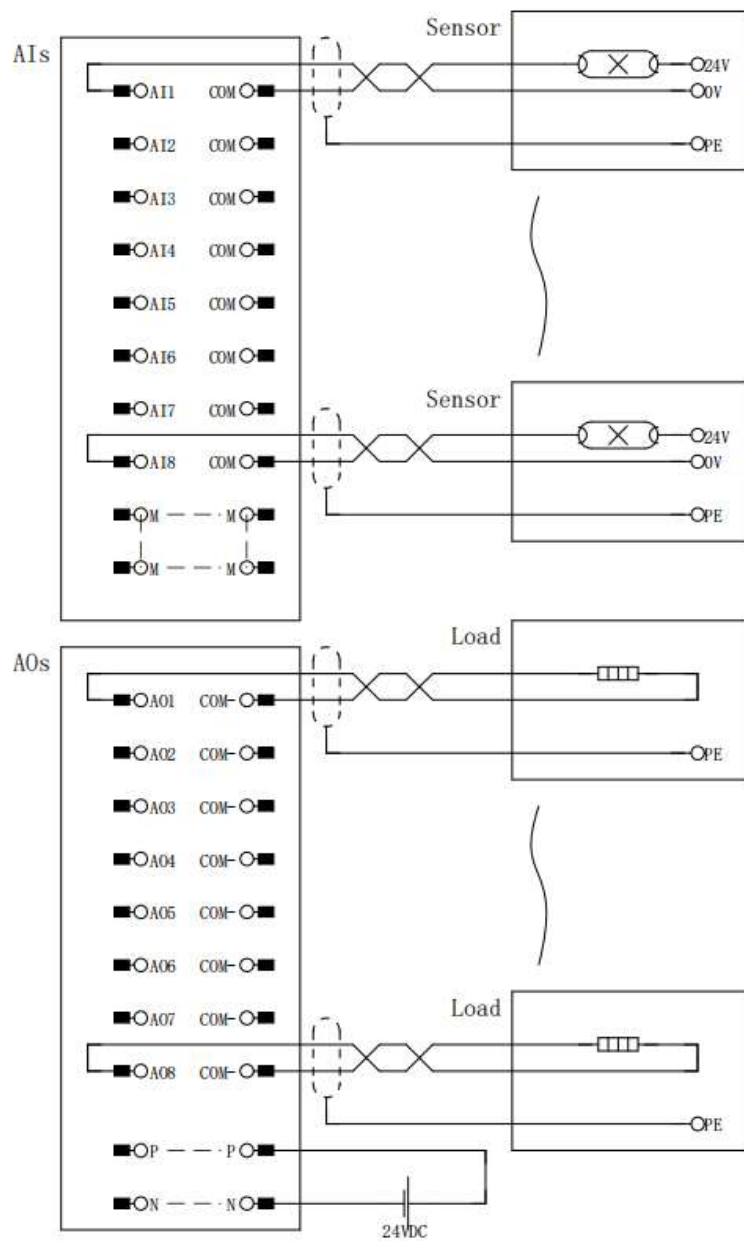 Sensor
AIs
24V
AI1 COM 0V
AI2 COM PE
AI3 COM
AI4 COM
AI5 COM
AI6 COM
Sensor
AI7 COM
24V
AI8 COM 0V
M M PE
M M
Load
AOs
AO1 COM-
AO2 COM- PE
AO3 COM-
AO4 COM-
AO5 COM-
AO6 COM-
Load
AO7 COM-
AO8 COM-
PE
P P
N N
24VDC